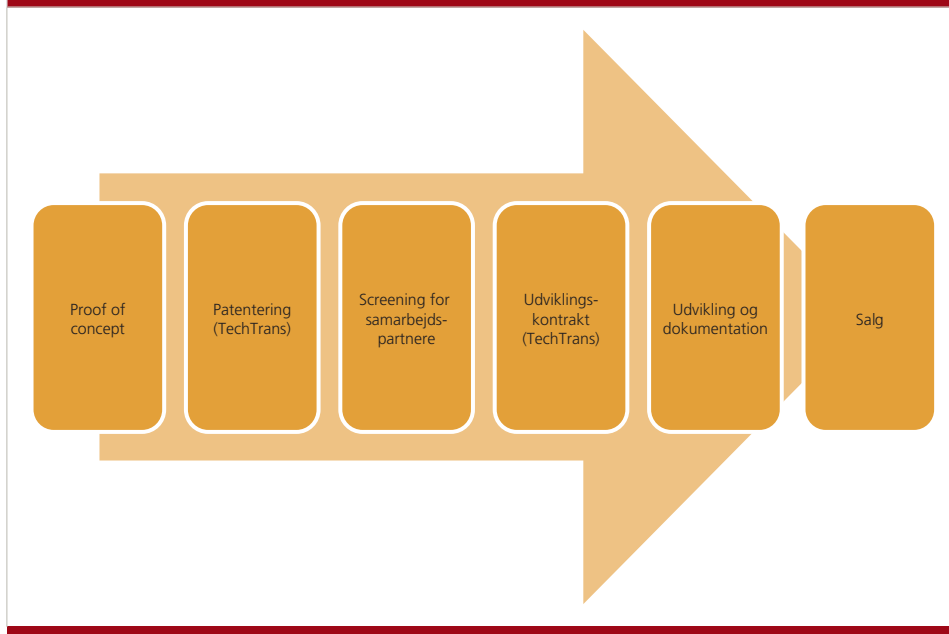 Proof of
concept
Patentering
(TechTrans)
Screening for
samarbejds-
partnere
Udviklings-
kontrakt
(TechTrans)
Udvikling og
dokumentation
Salg